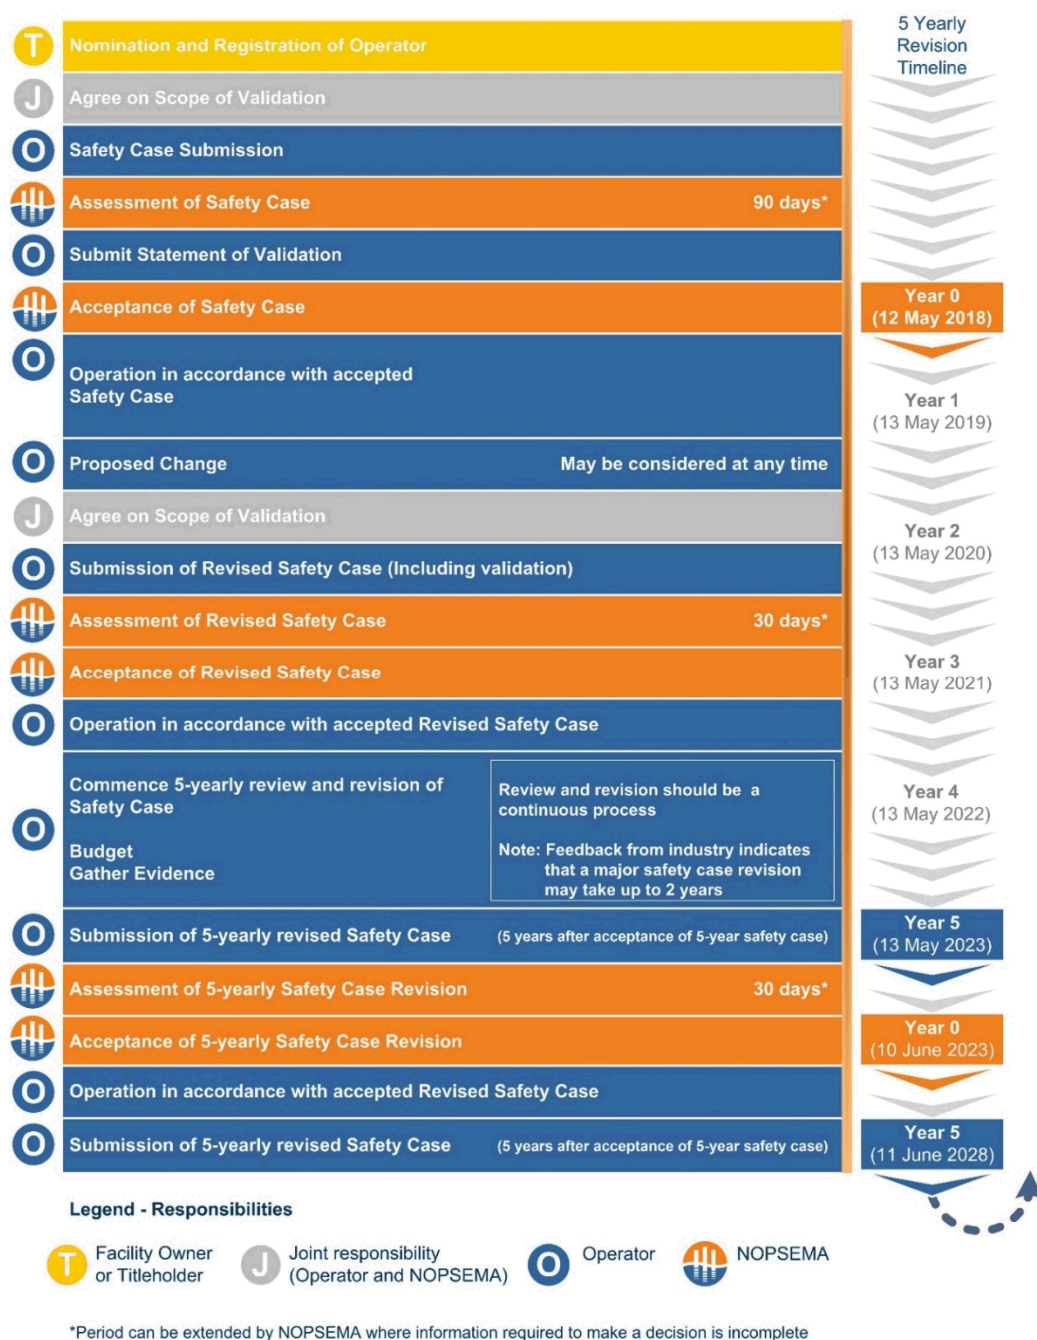 5 Yearly
Revision
Timeline
T Nomination and Registration of Operator
J Agree on Scope of Validation
O Safety Case Submission
Assessment of Safety Case 90 days*
O Submit Statement of Validation
Acceptance of Safety Case
Year 0
(12 May 2018)
O Operation in accordance with accepted
Safety Case
Year 1
(13 May 2019)
O Proposed Change May be considered at any time
J Agree on Scope of Validation
Year 2
(13 May 2020)
O Submission of Revised Safety Case (Including validation)
Assessment of Revised Safety Case 30 days*
Acceptance of Revised Safety Case
Year 3
(13 May 2021)
O Operation in accordance with accepted Revised Safety Case
O Commence 5-yearly review and revision of
Safety Case
Budget
Gather Evidence
Review and revision should be a
continuous process
Note: Feedback from industry indicates
that a major safety case revision
may take up to 2 years
Year 4
(13 May 2022)
O Submission of 5-yearly revised Safety Case (5 years after acceptance of 5-year safety case)
Year 5
(13 May 2023)
Assessment of 5-yearly Safety Case Revision 30 days*
Acceptance of 5-yearly Safety Case Revision
Year 0
(10 June 2023)
O Operation in accordance with accepted Revised Safety Case
O Submission of 5-yearly revised Safety Case (5 years after acceptance of 5-year safety case)
Year 5
(11 June 2028)
Legend - Responsibilities
T Facility Owner
or Titleholder
J Joint responsibility
(Operator and NOPSEMA)
O Operator
NOPSEMA
*Period can be extended by NOPSEMA where information required to make a decision is incomplete